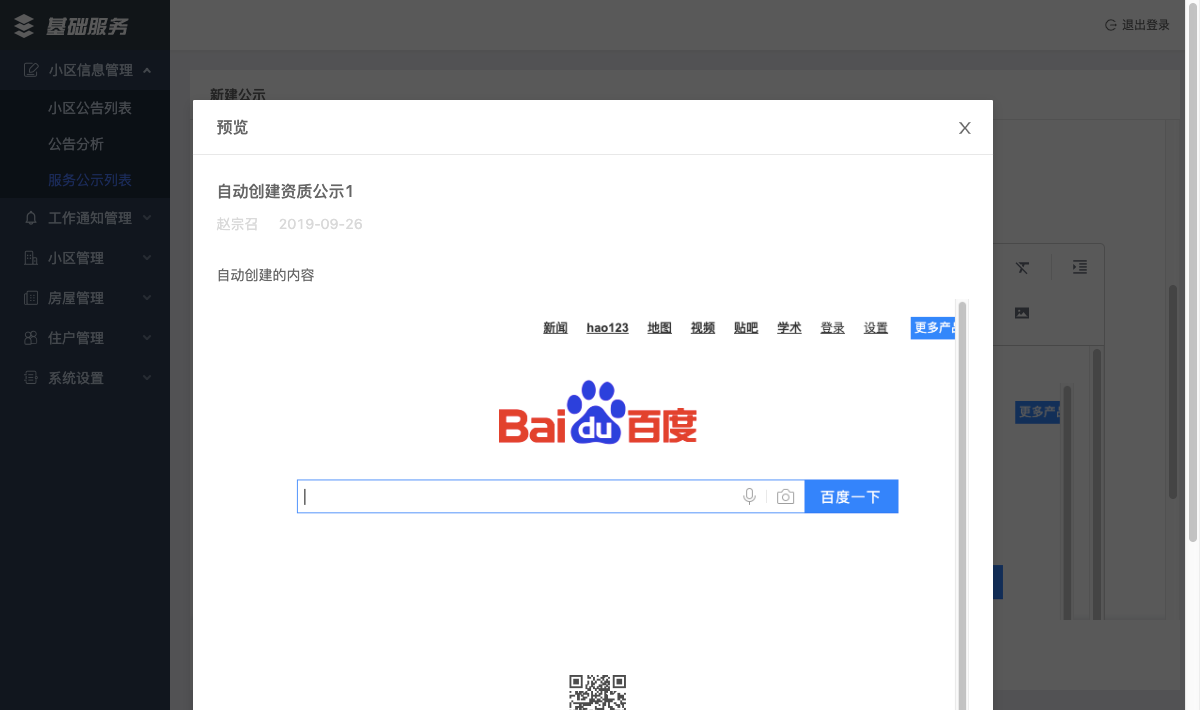 基础服务
退出登录
小区信息管理
小区公告列表
公告分析
服务公示列表
工作通知管理
小区管理
房屋管理
住户管理
系统设置
新建公示
预览
自动创建资质公示1
赵宗召 2019-09-26
自动创建的内容
新闻 hao123 地图 视频 贴吧 学术 登录 设置 更多产品
Bai du 百度
百度一下
更多产品